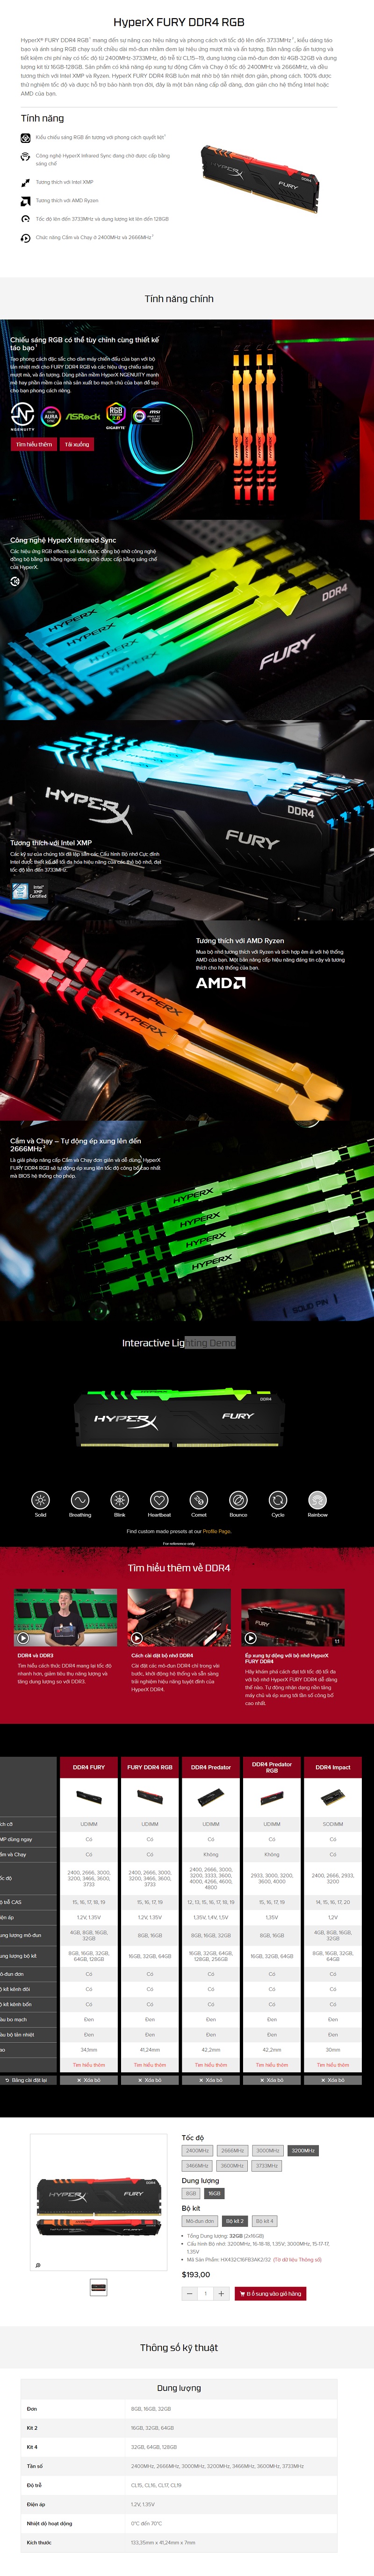 HyperX FURY DDR4 RGB
HyperX® FURY DDR4 RGB¹ mang đến sự nâng cao hiệu năng và phong cách với tốc độ lên đến 3733MHz², kiểu dáng táo
bạo và ánh sáng RGB chạy suốt chiều dài mô-đun nhằm đem lại hiệu ứng mượt mà và ấn tượng. Bản nâng cấp ấn tượng và
tiết kiệm chi phí này có tốc độ từ 2400MHz-3733MHz, độ trễ từ CL15–19, dung lượng của mô-đun đơn từ 4GB-32GB và dung
lượng kit từ 16GB-128GB. Sản phẩm có khả năng ép xung tự động Cắm và Chạy ở tốc độ 2400MHz và 2666MHz, và đều
tương thích với Intel XMP và Ryzen. HyperX FURY DDR4 RGB luôn mát nhờ bộ tản nhiệt đơn giản, phong cách. 100% được
thử nghiệm tốc độ và được hỗ trợ bảo hành trọn đời, đây là một bản nâng cấp dễ dàng, đơn giản cho hệ thống Intel hoặc
AMD của bạn.
Tính năng
Kiểu chiếu sáng RGB ấn tượng với phong cách quyết liệt¹
Công nghệ HyperX Infrared Sync đang chờ được cấp bằng
sáng chế
Tương thích với Intel XMP
Tương thích với AMD Ryzen
Tốc độ lên đến 3733MHz và dung lượng kit lên đến 128GB
Chức năng Cắm và Chạy ở 2400MHz và 2666MHz²
Tính năng chính
Chiếu sáng RGB có thể tùy chỉnh cùng thiết kế
táo bạo¹
Tạo phong cách đặc sắc cho dàn máy chiến đấu của bạn với bộ
tản nhiệt mới cho FURY DDR4 RGB và các hiệu ứng chiếu sáng
mượt mà, và ấn tượng. Dùng phần mềm HyperX NGENUITY mạnh
mẽ hay phần mềm của nhà sản xuất bo mạch chủ của bạn để tạo
cho bạn phong cách riêng.
NGENUITY
AURA
ASRock
RGB
GIGABYTE
msi
Tìm hiểu thêm
Tải xuống
Công nghệ HyperX Infrared Sync
Các hiệu ứng RGB effects sẽ luôn được đồng bộ nhờ công nghệ
đồng bộ bằng tia hồng ngoại đang chờ được cấp bằng sáng chế
của HyperX.
DDR4
FURY
HYPERX
DDR4
FURY
Tương thích với Intel XMP
Các kỹ sư của chúng tôi đã lập sẵn các Cấu hình Bộ nhớ Cực đỉnh
Intel được thiết kế để tối đa hóa hiệu năng của các thẻ bộ nhớ, đạt
tốc độ lên đến 3733MHz.
Intel®
XMP
Certified
Tương thích với AMD Ryzen
Mua bộ nhớ tương thích với Ryzen và tích hợp êm ái với hệ thống
AMD của bạn. Một bản nâng cấp hiệu năng đáng tin cậy và tương
thích cho hệ thống của bạn.
AMD
HYPERX
HYPERX
Cắm và Chạy – Tự động ép xung lên đến
2666MHz²
Là giải pháp nâng cấp Cắm và Chạy đơn giản và dễ dùng, HyperX
FURY DDR4 RGB sẽ tự động ép xung lên tốc độ công bố cao nhất
mà BIOS hệ thống cho phép.
HYPERX
HYPERX
HYPERX
HYPERX
SOLID PIN
Interactive Lighting Demo
DDR4
HYPERX
FURY
Solid
Breathing
Blink
Heartbeat
Comet
Bounce
Cycle
Rainbow
Find custom made presets at our Profile Page.
For reference only.
Tìm hiểu thêm về DDR4
DDR4 và DDR3
Tìm hiểu cách thức DDR4 mang lại tốc độ
nhanh hơn, giảm tiêu thụ năng lượng và
tăng dung lượng so với DDR3.
Cách cài đặt bộ nhớ DDR4
Cài đặt các mô-đun DDR4 chỉ trong vài
bước, khởi động hệ thống và sẵn sàng
trải nghiệm hiệu năng tuyệt đỉnh của
HyperX DDR4.
FURY
1:1
Ép xung tự động với bộ nhớ HyperX
FURY DDR4
Hãy khám phá cách đạt tới tốc độ tối đa
với bộ nhớ HyperX FURY DDR4 dễ dàng
thế nào. Tự động nhận dạng nền tảng
máy chủ và ép xung tới tần số công bố
cao nhất.
DDR4 FURY
FURY DDR4 RGB
DDR4 Predator
DDR4 Predator
RGB
DDR4 Impact
ích cỡ
UDIMM UDIMM UDIMM UDIMM SODIMM
MP dùng ngay
Có Có Có Có Có
ắm và Chạy
Có Có Không Không Có
ốc độ
2400, 2666, 3000,
3200, 3466, 3600,
3733
2400, 2666, 3000,
3200, 3466, 3600,
3733
2400, 2666, 3000,
3200, 3333, 3600,
4000, 4266, 4600,
4800
2933, 3000, 3200,
3600, 4000
2400, 2666, 2933,
3200
ộ trễ CAS
15, 16, 17, 18, 19
15, 16, 17, 19
12, 13, 15, 16, 17, 18, 19
15, 16, 17, 19
14, 15, 16, 17, 20
iện áp
1.2V, 1.35V
1.2V, 1.35V
1,35V, 1,4V, 1,5V
1,35V
1,2V
ung lượng mô-đun
4GB, 8GB, 16GB,
32GB
8GB, 16GB
8GB, 16GB, 32GB
8GB, 16GB
4GB, 8GB, 16GB,
32GB
ung lượng bộ kit
8GB, 16GB, 32GB,
64GB, 128GB
16GB, 32GB, 64GB
16GB, 32GB, 64GB,
128GB, 256GB
16GB, 32GB, 64GB
8GB, 16GB, 32GB,
64GB
ô-đun đơn
Có Có Có Có Có
ộ kit kênh đôi
Có Có Có Có Có
ộ kit kênh bốn
Có Có Có Có Có
àu bo mạch
Đen Đen Đen Đen Đen
àu bộ tản nhiệt
Đen Đen Đen Đen Đen
ao
34,1mm 41,24mm 42,2mm 42,2mm 30mm
Tìm hiểu thêm Tìm hiểu thêm Tìm hiểu thêm Tìm hiểu thêm Tìm hiểu thêm
Bảng cài đặt lại
Xóa bỏ Xóa bỏ Xóa bỏ Xóa bỏ Xóa bỏ
Tốc độ
2400MHz 2666MHz 3000MHz 3200MHz
3466MHz 3600MHz 3733MHz
Dung lượng
8GB 16GB
Bộ kit
Mô-đun đơn Bộ kit 2 Bộ kit 4
Tổng Dung lượng: 32GB (2x16GB)
Cấu hình Bộ nhớ: 3200MHz, 16-18-18, 1.35V; 3000MHz, 15-17-17,
1.35V
Mã Sản Phẩm: HX432C16FB3AK2/32 (Tờ dữ liệu Thông số)
$193,00
1
Bổ sung vào giỏ hàng
HYPERX
FURY
Thông số kỹ thuật
Dung lượng
Đơn 8GB, 16GB, 32GB
Kit 2 16GB, 32GB, 64GB
Kit 4 32GB, 64GB, 128GB
Tần số 2400MHz, 2666MHz, 3000MHz, 3200MHz, 3466MHz, 3600MHz, 3733MHz
Độ trễ CL15, CL16, CL17, CL19
Điện áp 1.2V, 1.35V
Nhiệt độ hoạt động 0°C đến 70°C
Kích thước 133,35mm x 41,24mm x 7mm